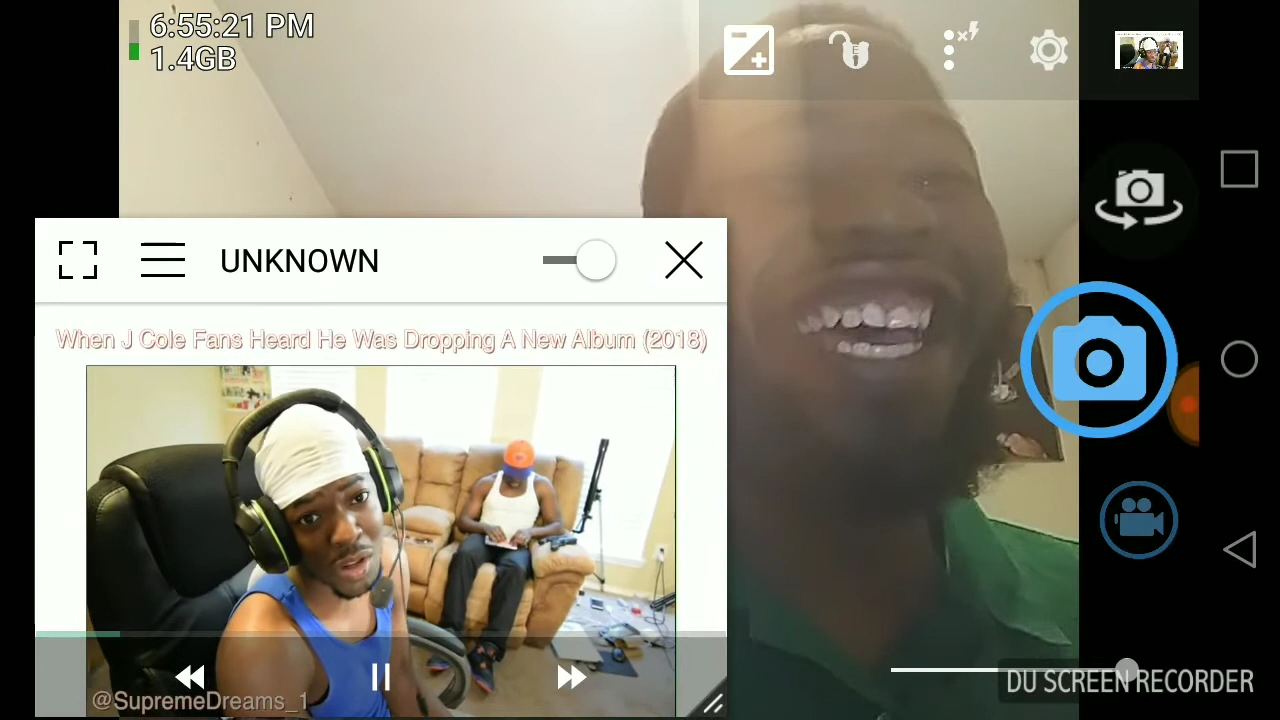 6:55:21 PM
1.4GB
UNKNOWN
When J Cole Fans Heard He Was Dropping A New Album (2018)
@SupremeDreams_1
DU SCREEN RECORDER